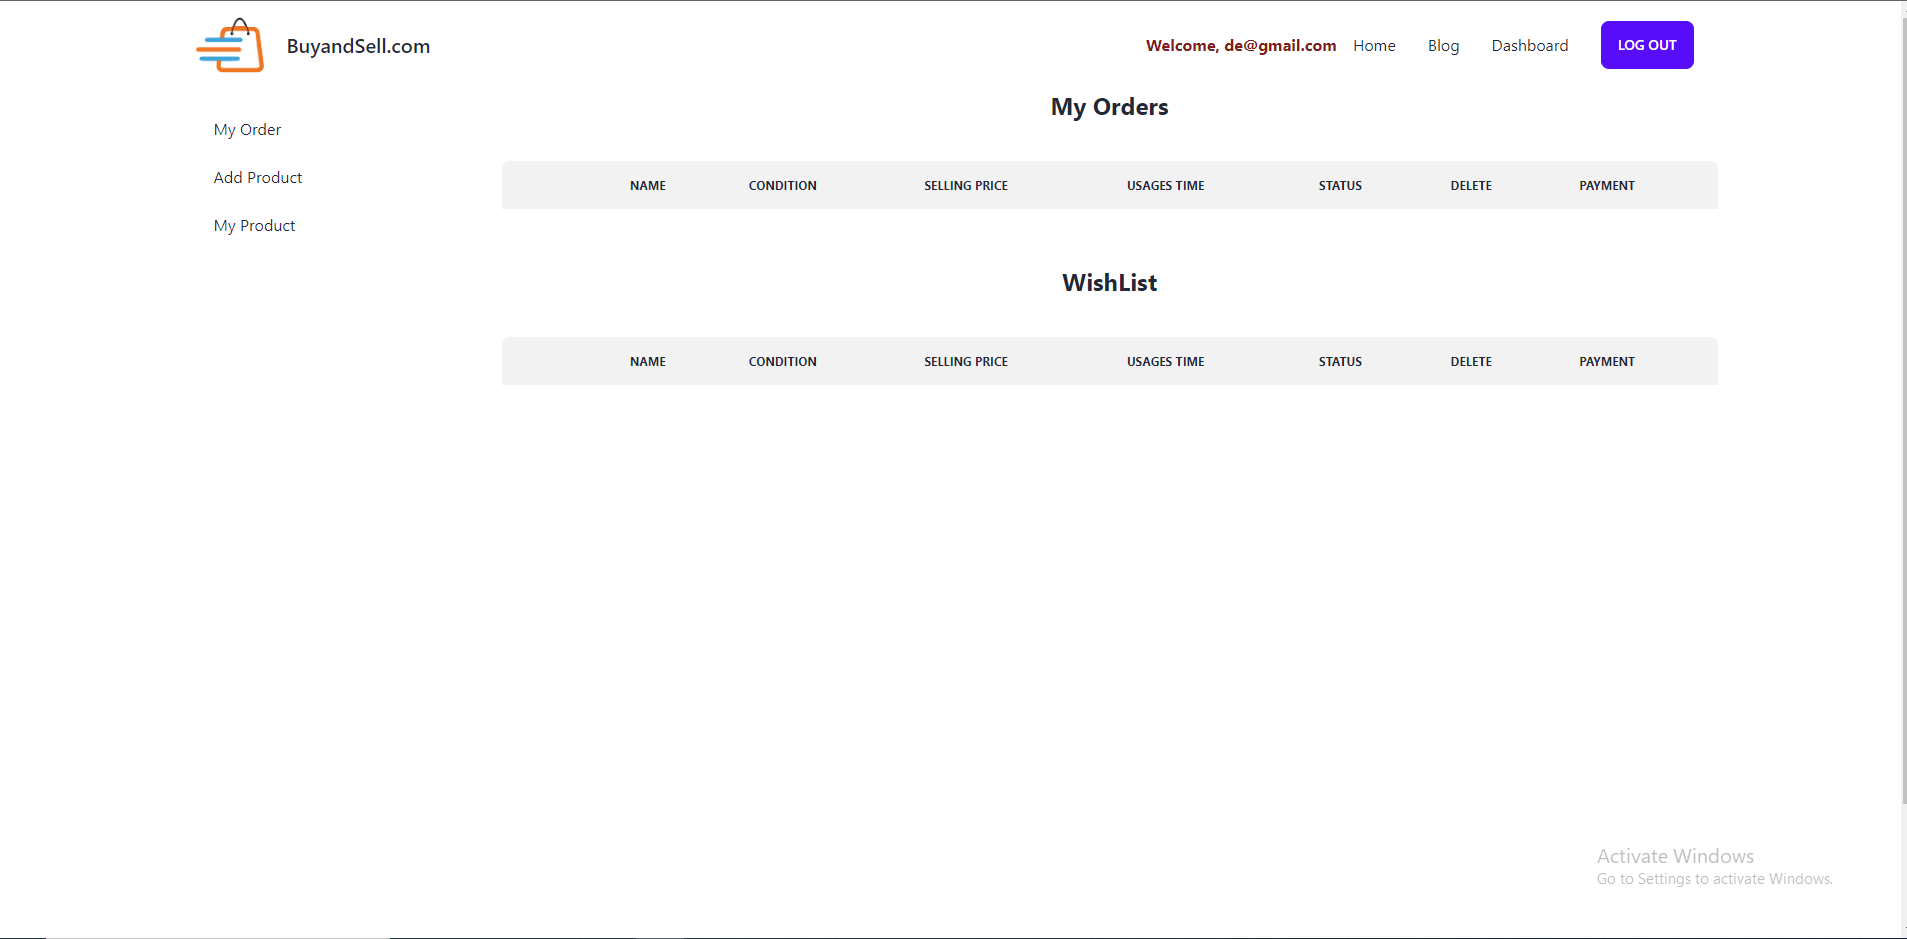 BuyandSell.com
Welcome, de@gmail.com Home Blog Dashboard LOG OUT
My Order
Add Product
My Product
My Orders
NAME CONDITION SELLING PRICE USAGES TIME STATUS DELETE PAYMENT
WishList
NAME CONDITION SELLING PRICE USAGES TIME STATUS DELETE PAYMENT
Activate Windows
Go to Settings to activate Windows.